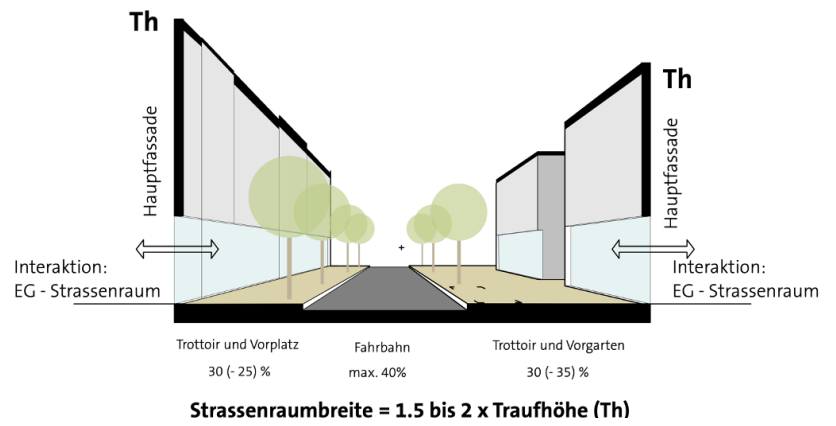 Th
Th
Hauptfassade
Hauptfassade
Interaktion:
EG - Strassenraum
Interaktion:
EG - Strassenraum
Trottoir und Vorplatz
30 (- 25) %
Fahrbahn
max. 40%
Trottoir und Vorgarten
30 (- 35) %
Strassenraumbreite = 1.5 bis 2 x Traufhöhe (Th)